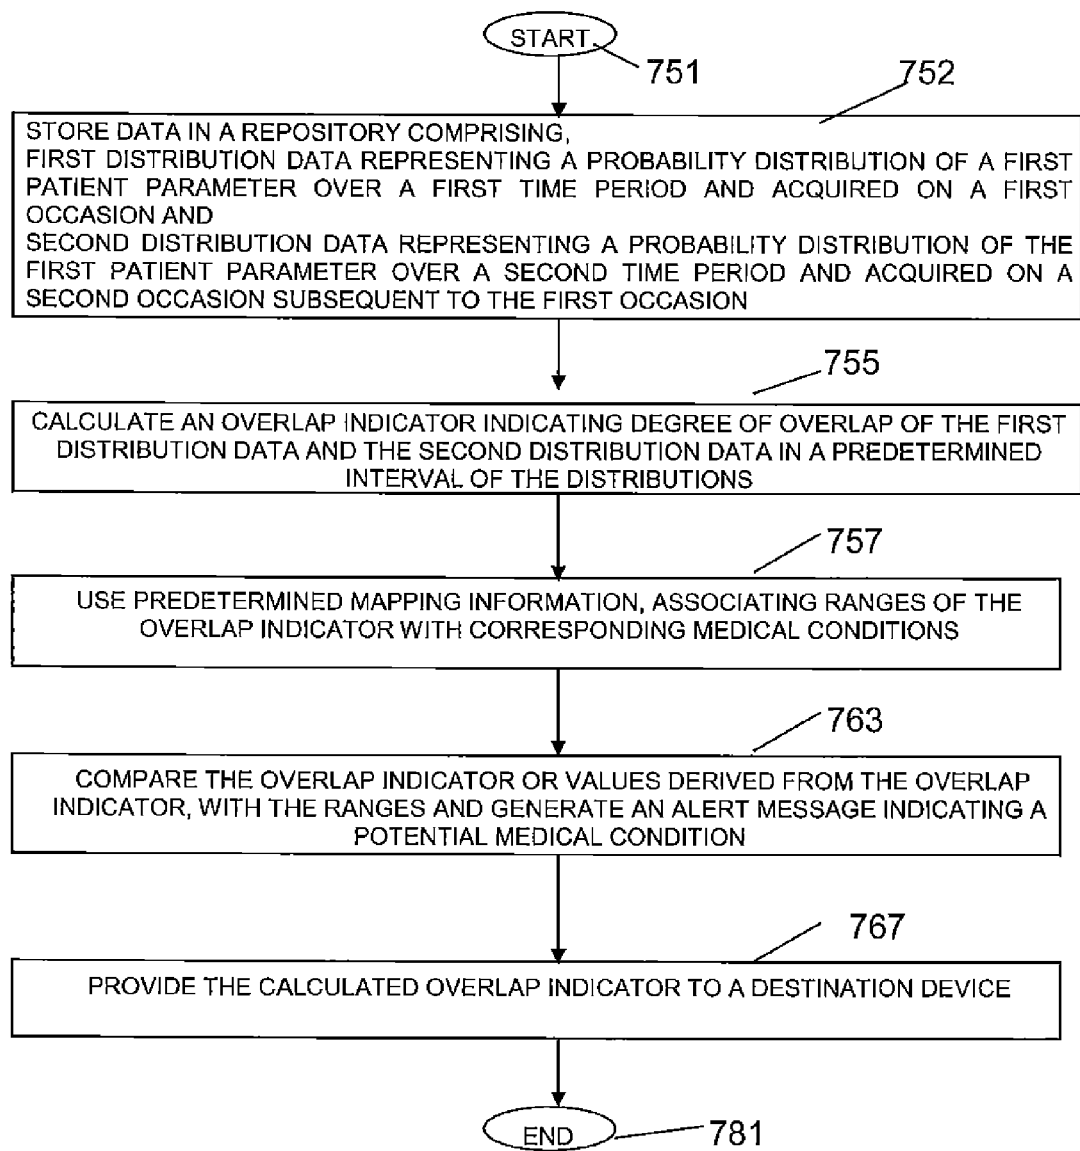 START
751
752
STORE DATA IN A REPOSITORY COMPRISING,
FIRST DISTRIBUTION DATA REPRESENTING A PROBABILITY DISTRIBUTION OF A FIRST
PATIENT PARAMETER OVER A FIRST TIME PERIOD AND ACQUIRED ON A FIRST
OCCASION AND
SECOND DISTRIBUTION DATA REPRESENTING A PROBABILITY DISTRIBUTION OF THE
FIRST PATIENT PARAMETER OVER A SECOND TIME PERIOD AND ACQUIRED ON A
SECOND OCCASION SUBSEQUENT TO THE FIRST OCCASION
755
CALCULATE AN OVERLAP INDICATOR INDICATING DEGREE OF OVERLAP OF THE FIRST
DISTRIBUTION DATA AND THE SECOND DISTRIBUTION DATA IN A PREDETERMINED
INTERVAL OF THE DISTRIBUTIONS
757
USE PREDETERMINED MAPPING INFORMATION, ASSOCIATING RANGES OF THE
OVERLAP INDICATOR WITH CORRESPONDING MEDICAL CONDITIONS
763
COMPARE THE OVERLAP INDICATOR OR VALUES DERIVED FROM THE OVERLAP
INDICATOR, WITH THE RANGES AND GENERATE AN ALERT MESSAGE INDICATING A
POTENTIAL MEDICAL CONDITION
767
PROVIDE THE CALCULATED OVERLAP INDICATOR TO A DESTINATION DEVICE
END
781